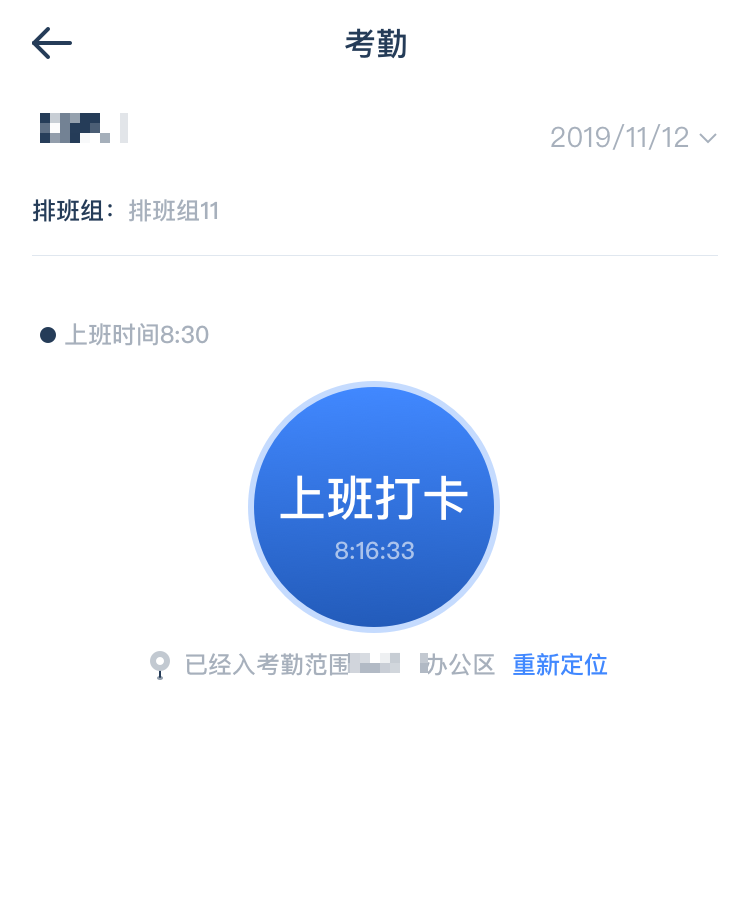 考勤
2019/11/12
排班组：排班组11
上班时间8:30
上班打卡
8:16:33
已经入考勤范围 办公区 重新定位